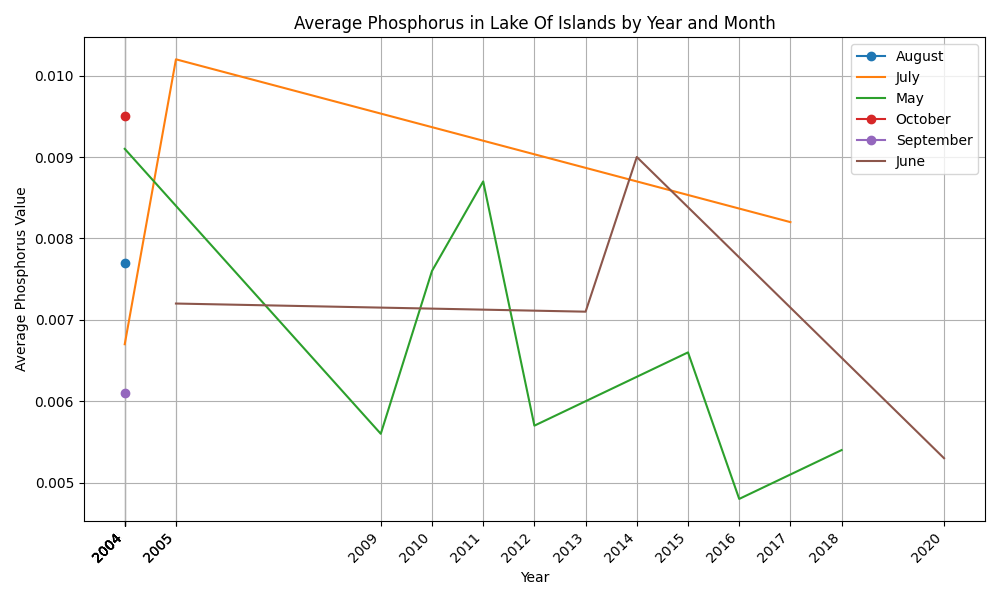 Average Phosphorus in Lake Of Islands by Year and Month
Average Phosphorus Value
0.010
0.009
0.008
0.007
0.006
0.005
August
July
May
October
September
June
2004
2005
2009
2010
2011
2012
2013
2014
2015
2016
2017
2018
2020
Year